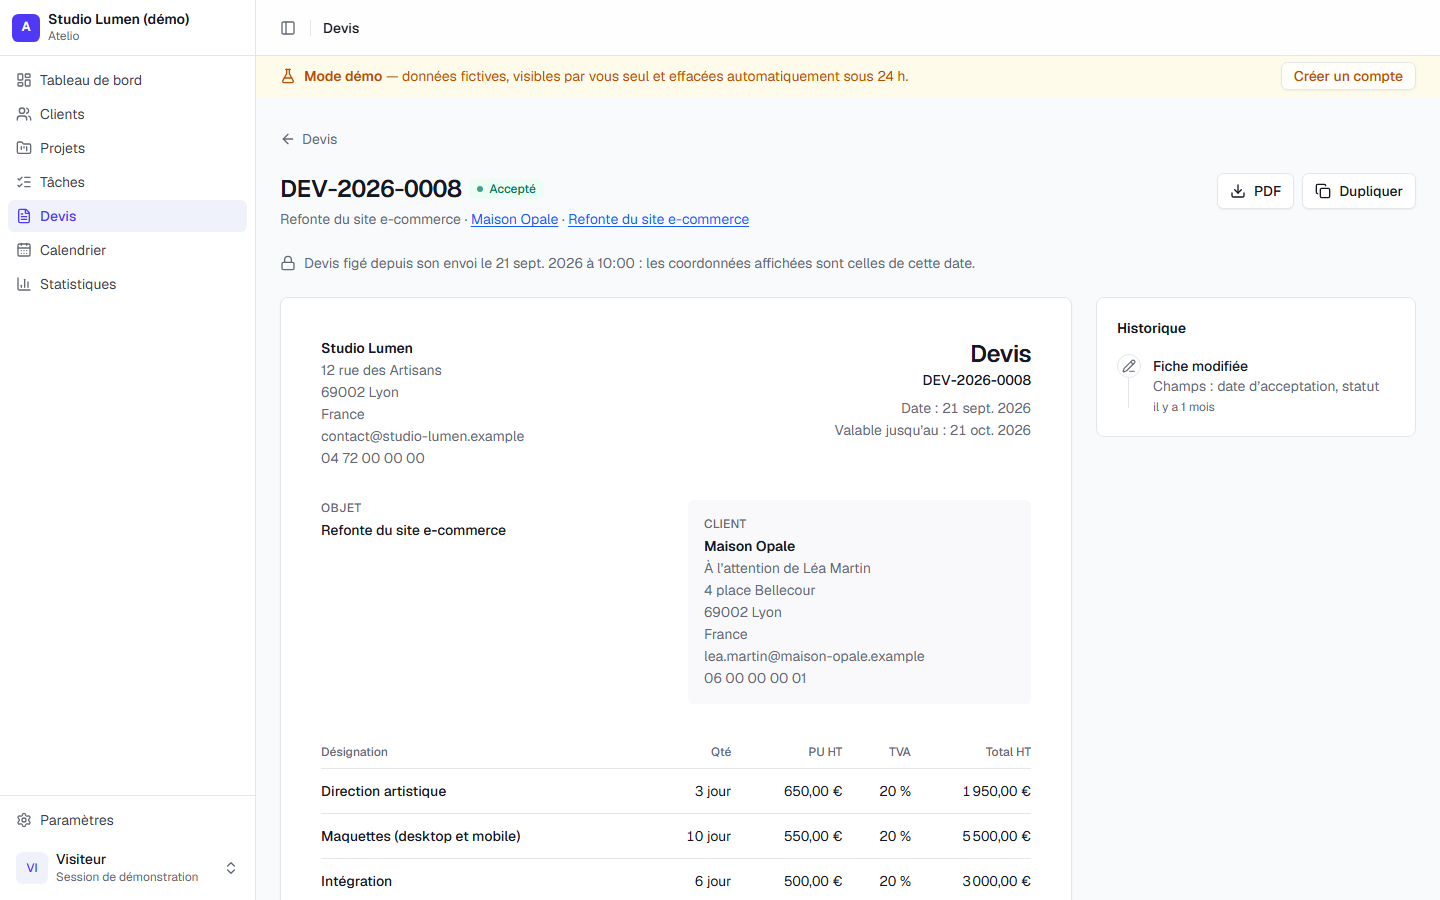 A
Studio Lumen (démo)
Atelio
Tableau de bord
Clients
Projets
Tâches
Devis
Calendrier
Statistiques
Paramètres
VI
Visiteur
Session de démonstration
Devis
Mode démo — données fictives, visibles par vous seul et effacées automatiquement sous 24 h.
Créer un compte
Devis
DEV-2026-0008
Accepté
PDF
Dupliquer
Refonte du site e-commerce · Maison Opale · Refonte du site e-commerce
Devis figé depuis son envoi le 21 sept. 2026 à 10:00 : les coordonnées affichées sont celles de cette date.
Studio Lumen
12 rue des Artisans
69002 Lyon
France
contact@studio-lumen.example
04 72 00 00 00
Devis
DEV-2026-0008
Date : 21 sept. 2026
Valable jusqu'au : 21 oct. 2026
OBJET
Refonte du site e-commerce
CLIENT
Maison Opale
À l'attention de Léa Martin
4 place Bellecour
69002 Lyon
France
lea.martin@maison-opale.example
06 00 00 00 01
Désignation Qté PU HT TVA Total HT
Direction artistique 3 jour 650,00 € 20 % 1 950,00 €
Maquettes (desktop et mobile) 10 jour 550,00 € 20 % 5 500,00 €
Intégration 6 jour 500,00 € 20 % 3 000,00 €
Historique
Fiche modifiée
Champs : date d'acceptation, statut
il y a 1 mois